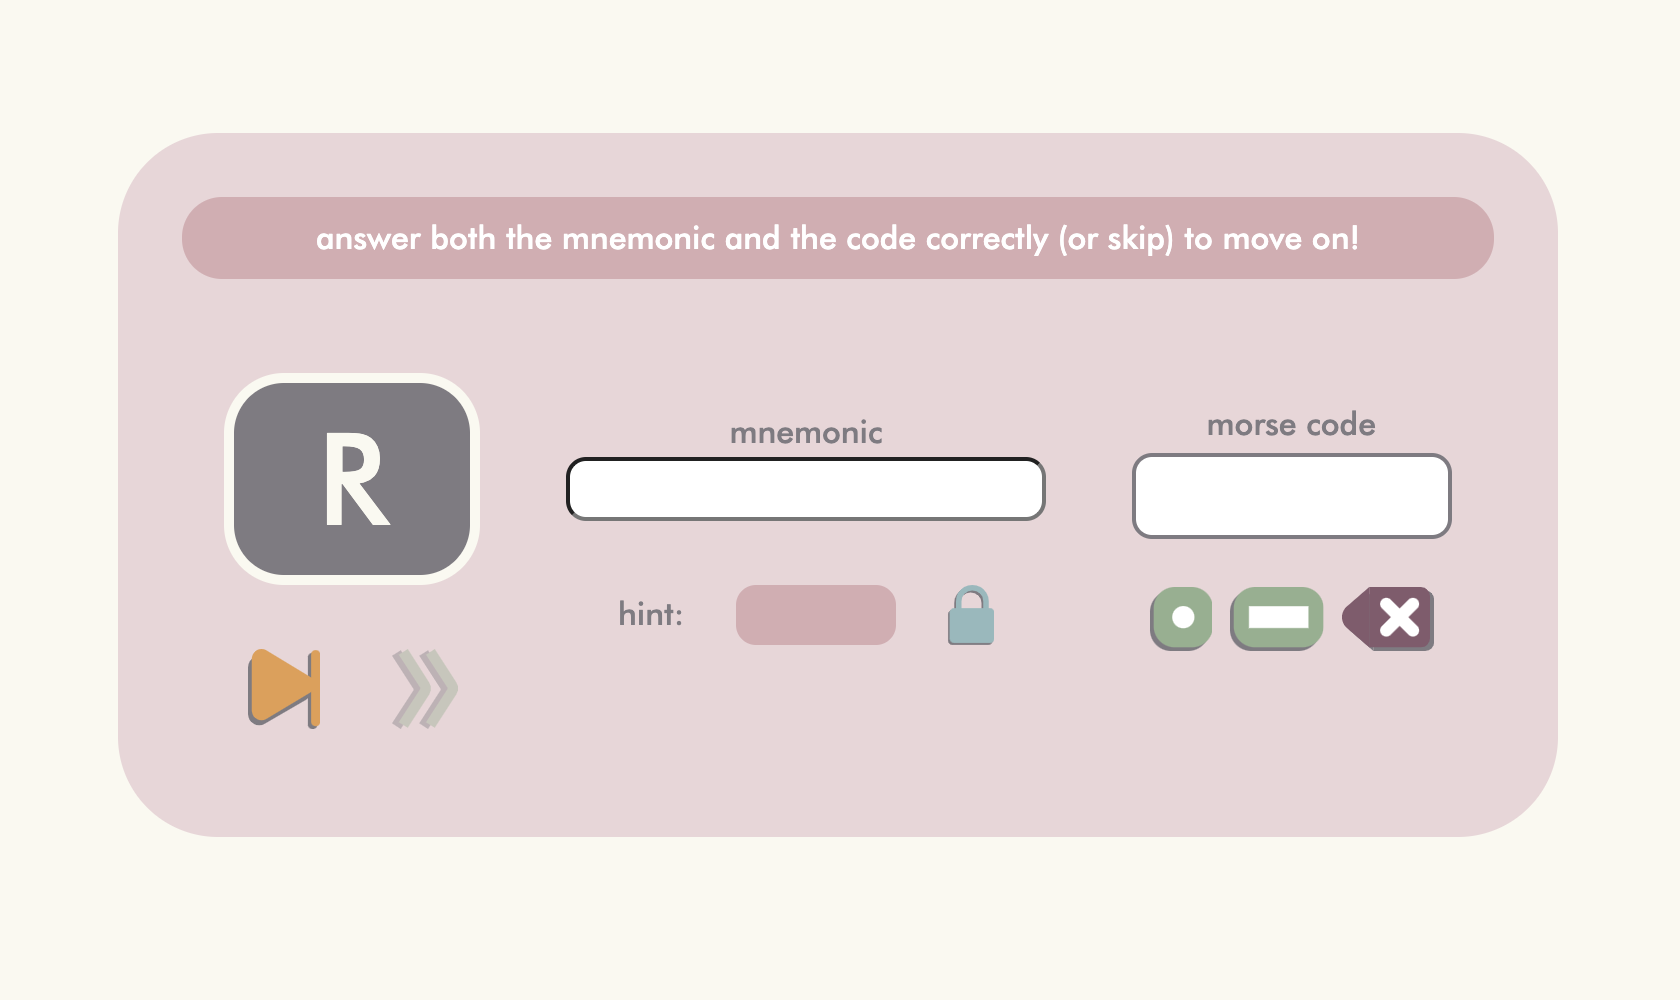 answer both the mnemonic and the code correctly (or skip) to move on!
R
mnemonic
morse code
hint: